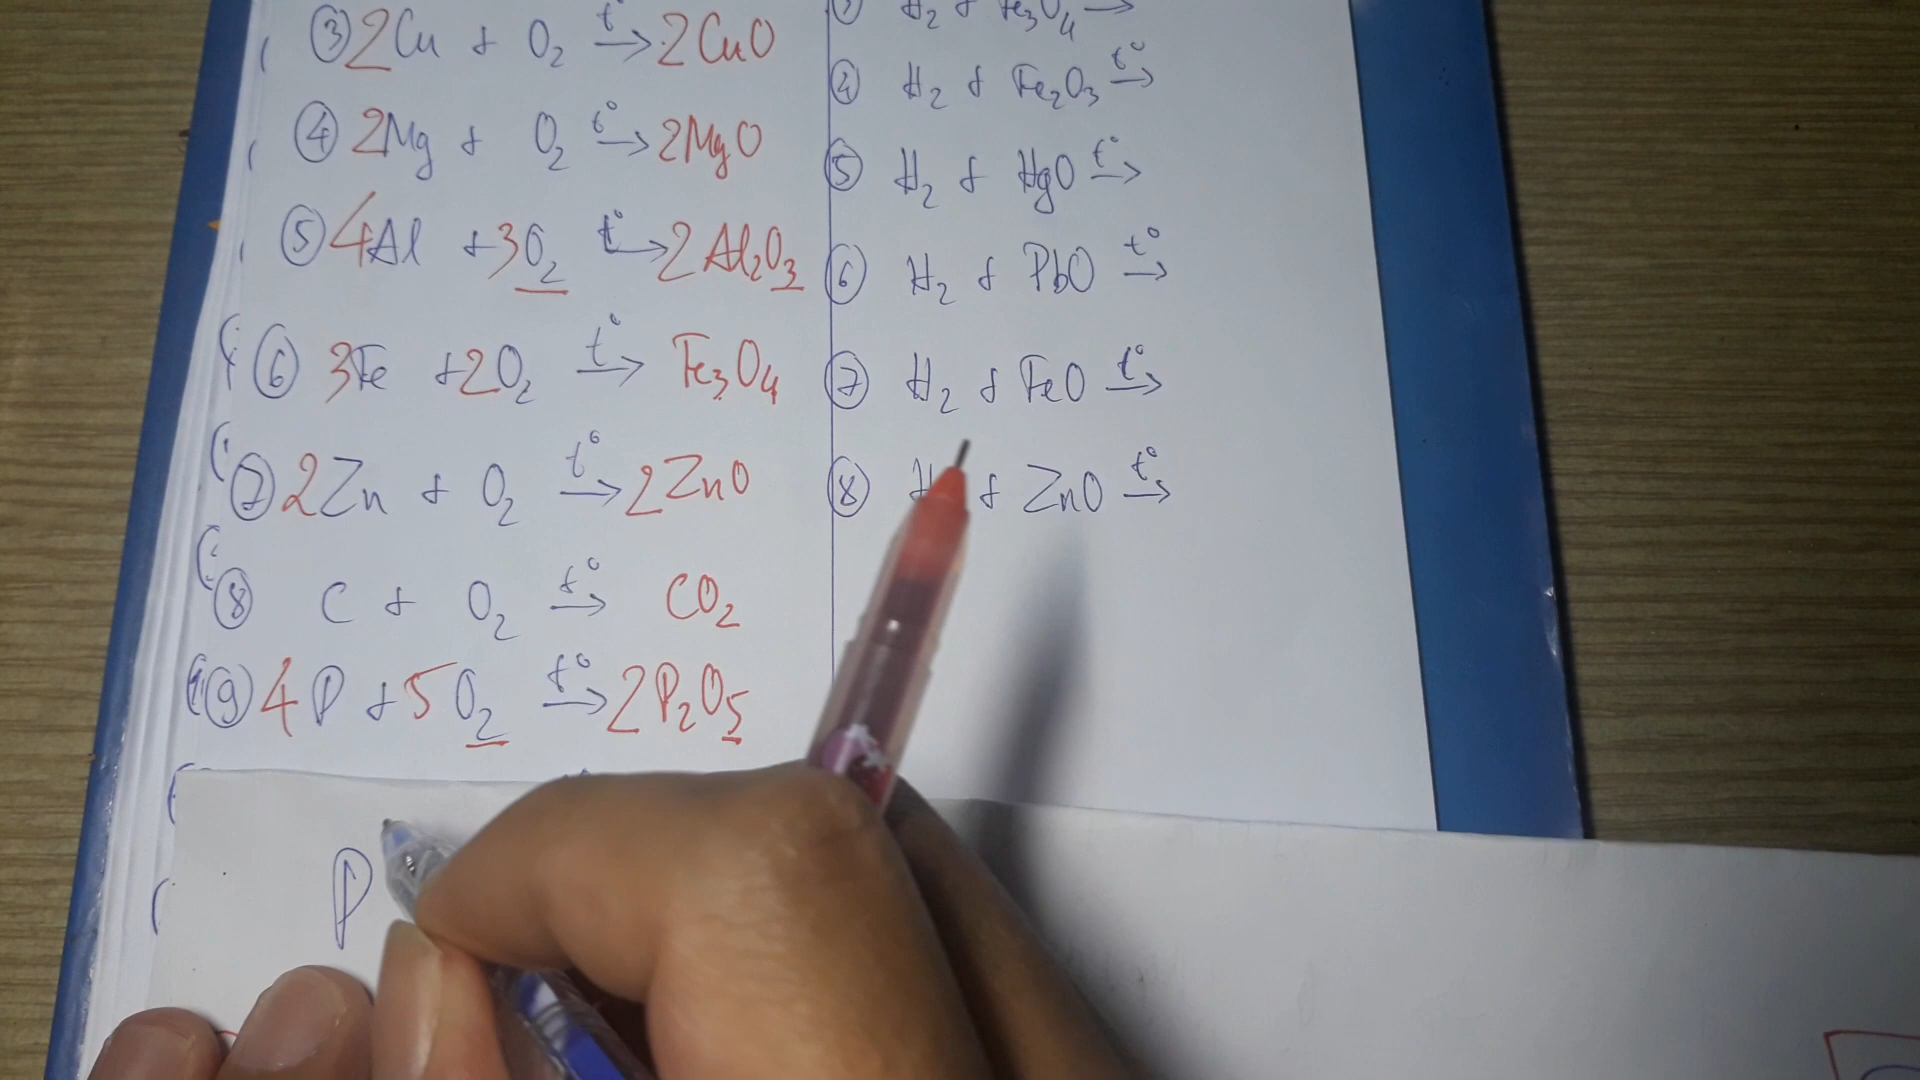 ③ 2Cu + O₂ t°→ 2CuO
④ 2Mg + O₂ t°→ 2MgO
⑤ 4Al + 3O₂ t°→ 2Al₂O₃
⑥ 3Fe + 2O₂ t°→ Fe₃O₄
⑦ 2Zn + O₂ t°→ 2ZnO
⑧ C + O₂ t°→ CO₂
⑨ 4P + 5O₂ t°→ 2P₂O₅
H₂ + Fe₃O₄ →
④ H₂ + Fe₂O₃ t°→
⑤ H₂ + HgO t°→
⑥ H₂ + PbO t°→
⑦ H₂ + FeO t°→
⑧ H + ZnO t°→
P